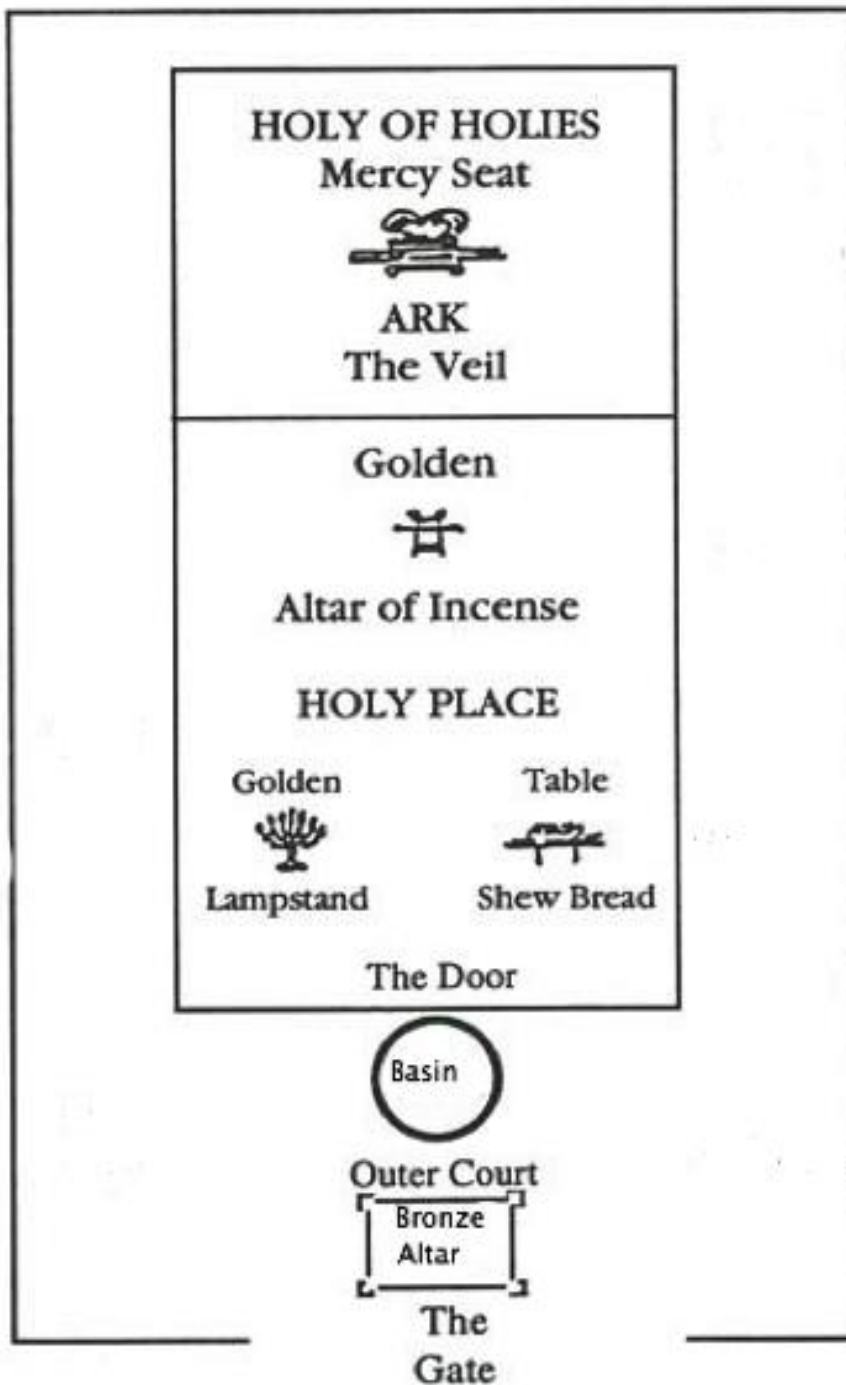 HOLY OF HOLIES
Mercy Seat
ARK
The Veil
Golden
Altar of Incense
HOLY PLACE
Golden
Lampstand
Table
Shew Bread
The Door
Basin
Outer Court
Bronze
Altar
The
Gate